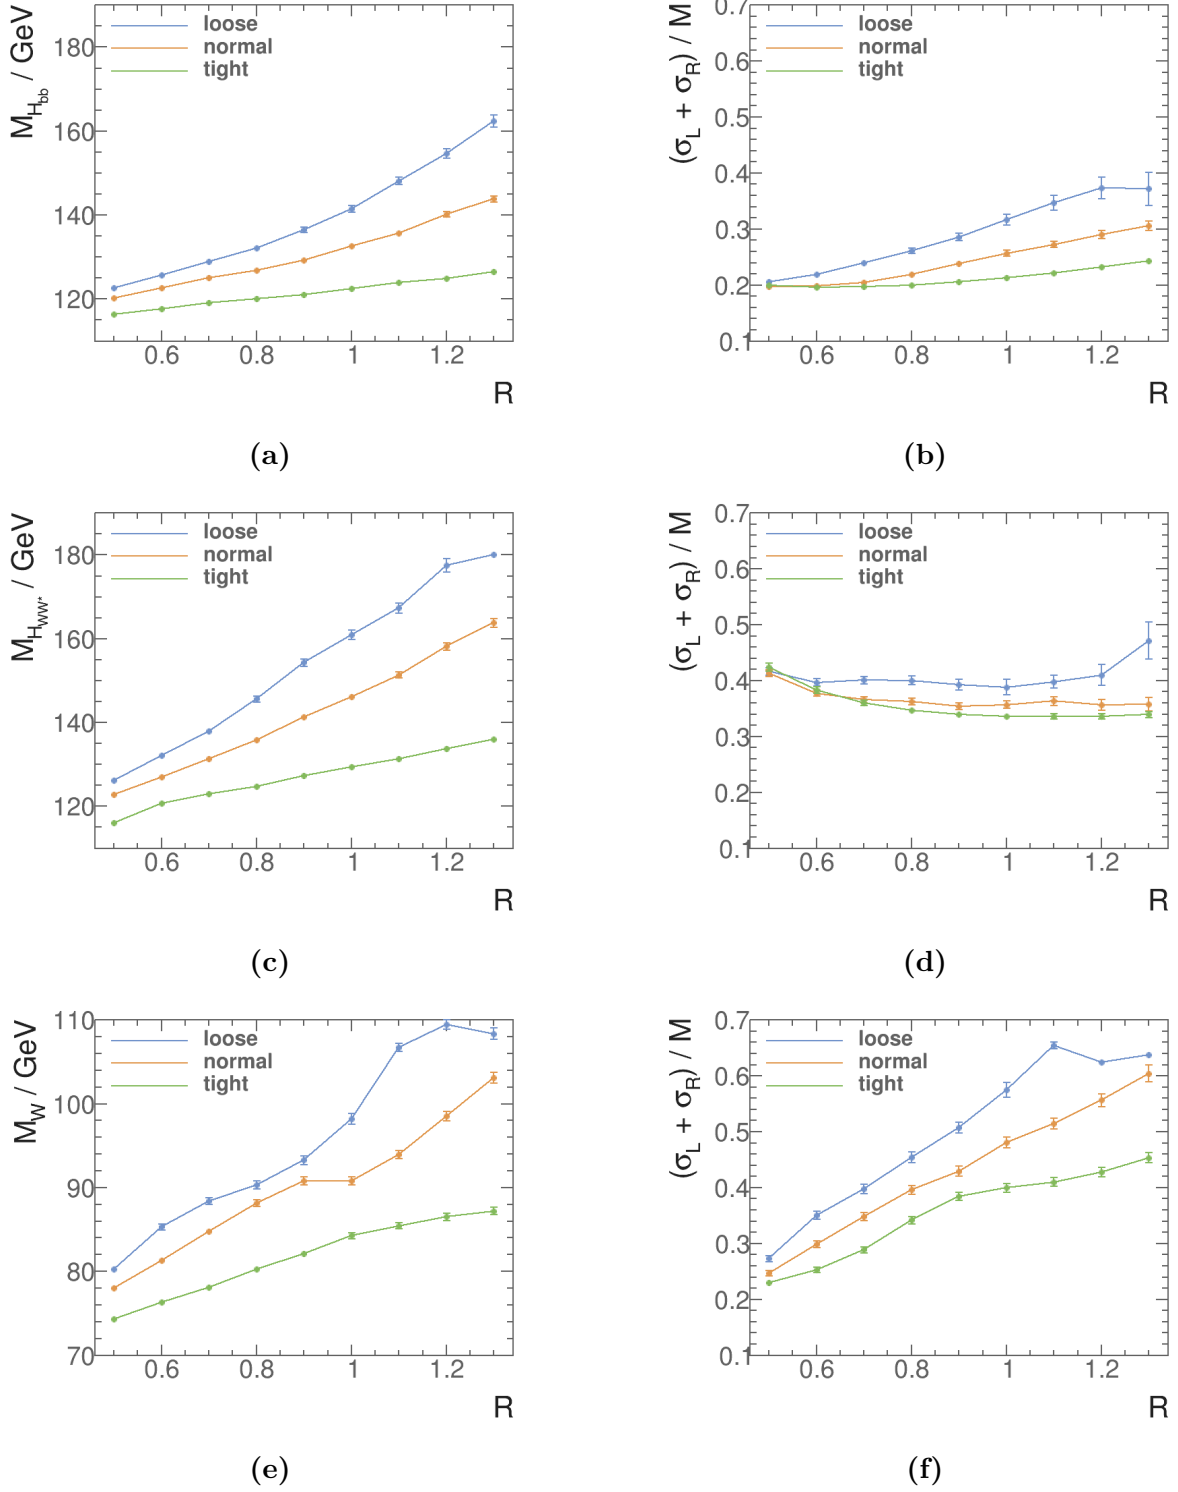 M_{H_{bb}} / GeV
loose
normal
tight
180
160
140
120
0.6 0.8 1 1.2
R
(a)
(σ_L + σ_R) / M
loose
normal
tight
0.7
0.6
0.5
0.4
0.3
0.2
0.1
0.6 0.8 1 1.2
R
(b)
M_{H_{WW*}} / GeV
loose
normal
tight
180
160
140
120
0.6 0.8 1 1.2
R
(c)
(σ_L + σ_R) / M
loose
normal
tight
0.7
0.6
0.5
0.4
0.3
0.2
0.1
0.6 0.8 1 1.2
R
(d)
M_W / GeV
loose
normal
tight
110
100
90
80
70
0.6 0.8 1 1.2
R
(e)
(σ_L + σ_R) / M
loose
normal
tight
0.7
0.6
0.5
0.4
0.3
0.2
0.1
0.6 0.8 1 1.2
R
(f)